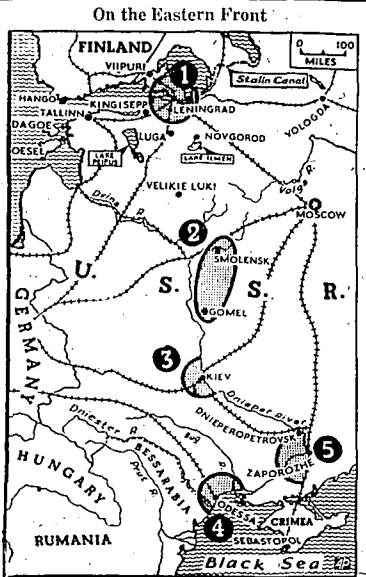 On the Eastern Front
FINLAND
VIIPURI
0 100
MILES
1
Stalin Canal
HANGO
KINGISEPP
LENINGRAD
TALLINN
VOLOGDA
DAGOE
LUGA
NOVGOROD
OESEL
LAKE PEIPUS
LAKE ILMEN
VELIKIE LUKI
Volga R.
Drina R.
MOSCOW
2
SMOLENSK
U. S. S. R.
GOMEL
GERMANY
3
KIEV
Dnieper River
DNIEPEROPETROVSK
Dniester R.
Bug R.
5
BESSARABIA
ZAPOROZHE
HUNGARY
Prut R.
ODESSA
4
CRIMEA
RUMANIA
SEBASTOPOL
Black Sea
AP